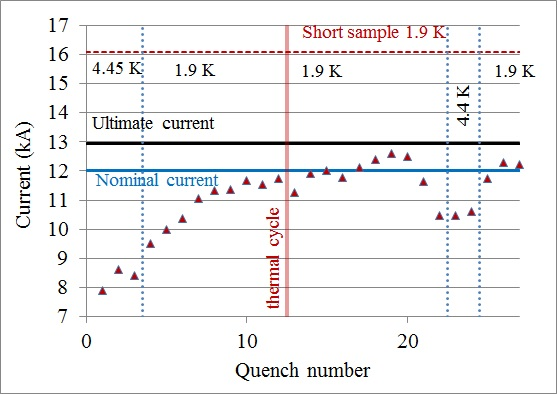 17
Short sample 1.9 K
16
4.45 K
1.9 K
1.9 K
1.9 K
15
4.4 K
14
Ultimate current
13
12
Nominal current
11
10
9
8
7
thermal cycle
Current (kA)
0
10
20
Quench number